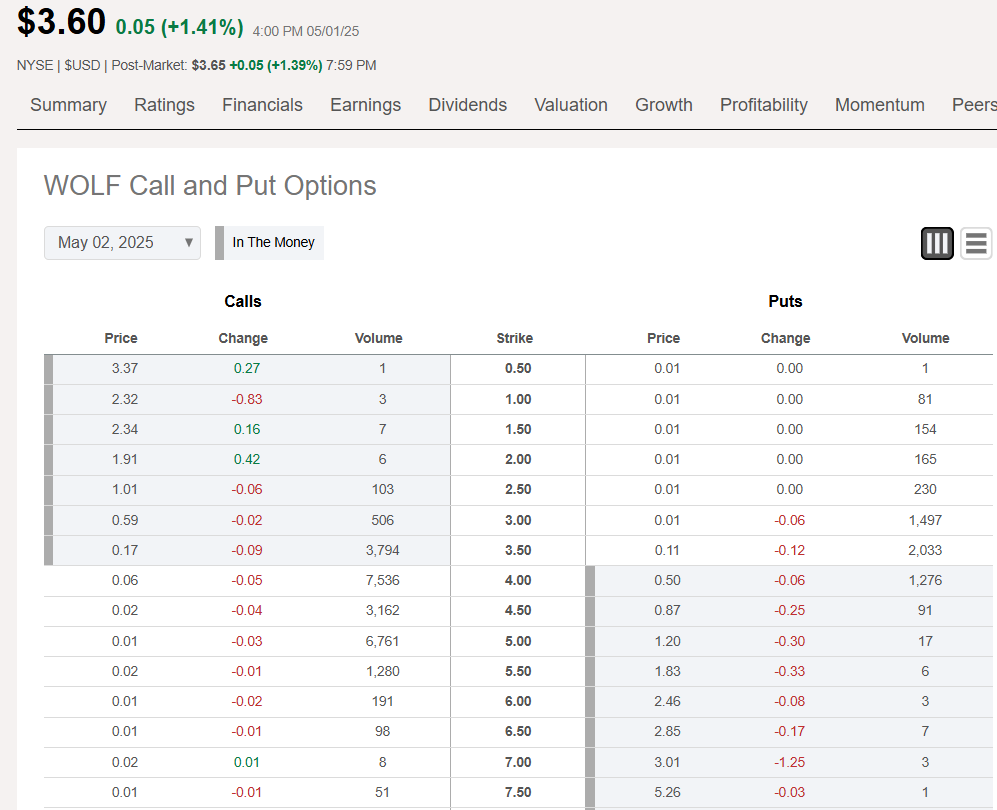 $3.60 0.05 (+1.41%) 4:00 PM 05/01/25
NYSE | $USD | Post-Market: $3.65 +0.05 (+1.39%) 7:59 PM
Summary Ratings Financials Earnings Dividends Valuation Growth Profitability Momentum Peers
WOLF Call and Put Options
May 02, 2025 ▼ In The Money
Calls Puts
Price Change Volume Strike Price Change Volume
3.37 0.27 1 0.50 0.01 0.00 1
2.32 -0.83 3 1.00 0.01 0.00 81
2.34 0.16 7 1.50 0.01 0.00 154
1.91 0.42 6 2.00 0.01 0.00 165
1.01 -0.06 103 2.50 0.01 0.00 230
0.59 -0.02 506 3.00 0.01 -0.06 1,497
0.17 -0.09 3,794 3.50 0.11 -0.12 2,033
0.06 -0.05 7,536 4.00 0.50 -0.06 1,276
0.02 -0.04 3,162 4.50 0.87 -0.25 91
0.01 -0.03 6,761 5.00 1.20 -0.30 17
0.02 -0.01 1,280 5.50 1.83 -0.33 6
0.01 -0.02 191 6.00 2.46 -0.08 3
0.01 -0.01 98 6.50 2.85 -0.17 7
0.02 0.01 8 7.00 3.01 -1.25 3
0.01 -0.01 51 7.50 5.26 -0.03 1